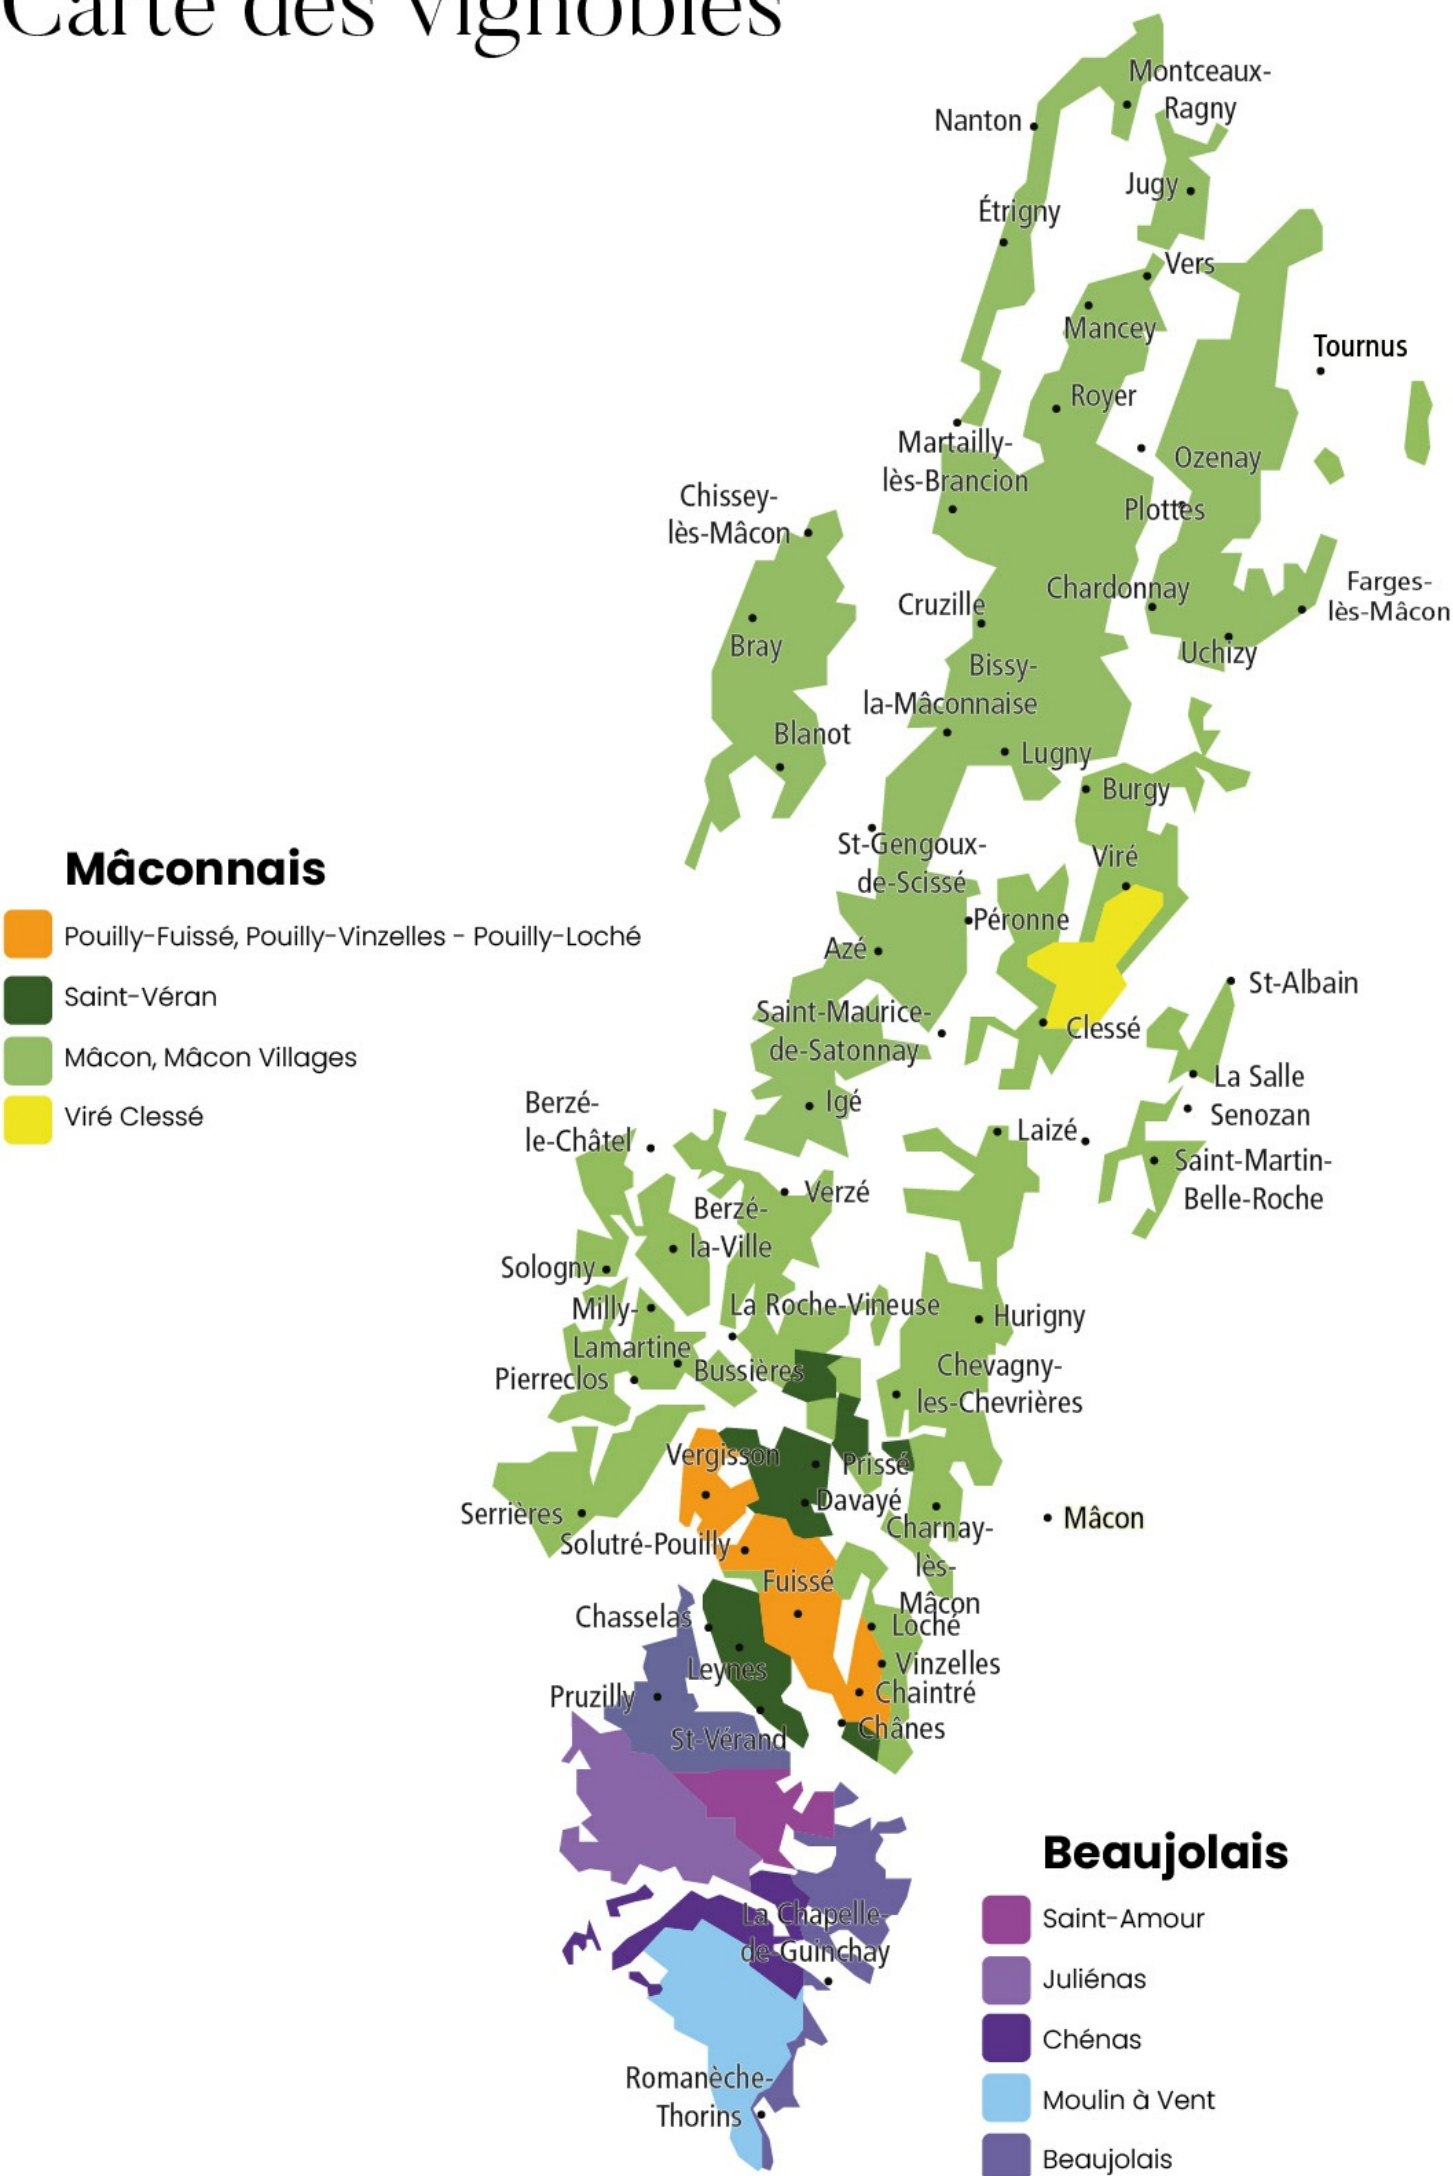 Carte des Vignobles
Montceaux-
Ragny
Nanton
Jugy
Étrigny
Vers
Mancey
Tournus
Royer
Martailly-
lès-Brancion
Ozenay
Chissey-
lès-Mâcon
Plottes
Farges-
lès-Mâcon
Chardonnay
Cruzille
Bray
Uchizy
Bissy-
la-Mâconnaise
Blanot
Lugny
Burgy
St-Gengoux-
de-Scissé
Viré
Mâconnais
Pouilly-Fuissé, Pouilly-Vinzelles - Pouilly-Loché
Saint-Véran
Mâcon, Mâcon Villages
Viré Clessé
Péronne
Azé
St-Albain
Saint-Maurice-
de-Satonnay
Clessé
La Salle
Senozan
Igé
Berzé-
le-Châtel
Laizé
Saint-Martin-
Belle-Roche
Verzé
Berzé-
la-Ville
Sologny
Milly-
Lamartine
La Roche-Vineuse
Hurigny
Pierreclos
Bussières
Chevagny-
les-Chevrières
Vergisson
Prissé
Davayé
Serrières
Charnay-
lès-
Mâcon
Mâcon
Solutré-Pouilly
Fuissé
Chasselas
Loché
Leynes
Vinzelles
Chaintré
Pruzilly
Chânes
St-Vérand
La Chapelle-
de-Guinchay
Romanèche-
Thorins
Beaujolais
Saint-Amour
Juliénas
Chénas
Moulin à Vent
Beaujolais